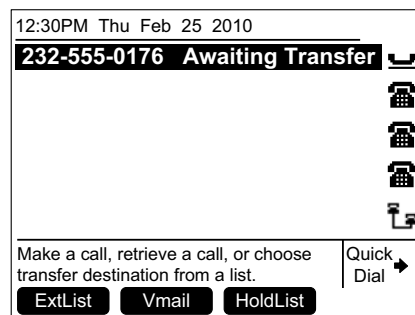 12:30PM Thu Feb 25 2010
232-555-0176 Awaiting Transfer
Make a call, retrieve a call, or choose
transfer destination from a list.
Quick
Dial
ExtList Vmail HoldList